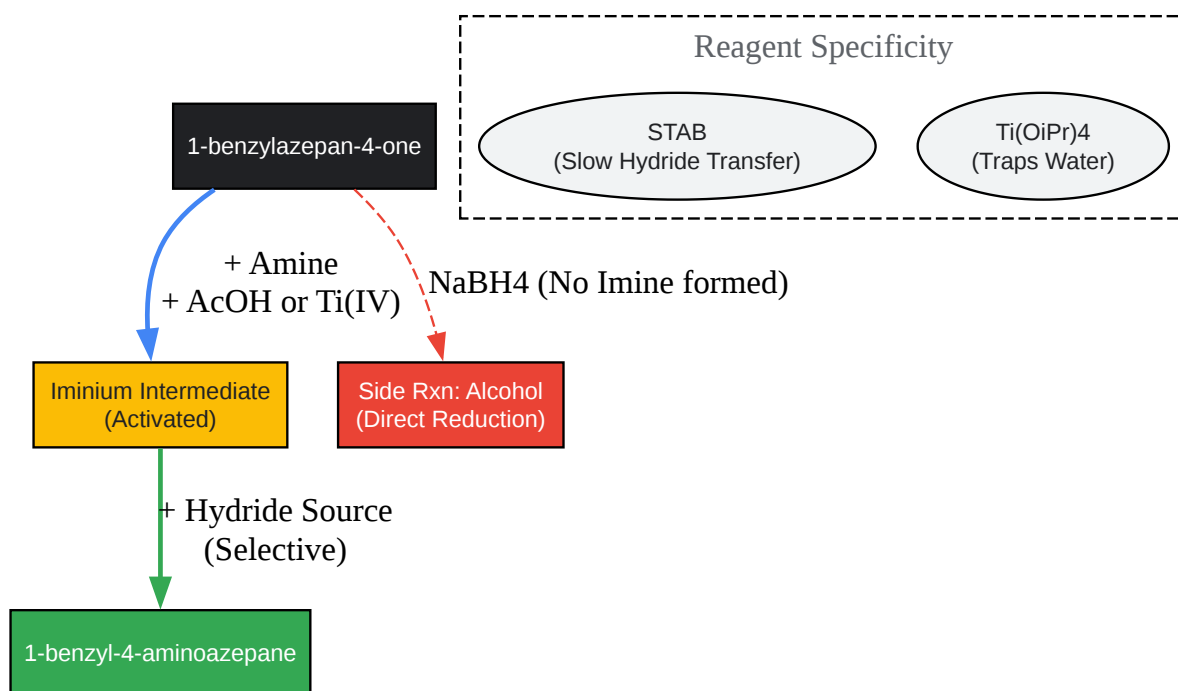 Reagent Specificity
STAB
(Slow Hydride Transfer)
Ti(OiPr)4
(Traps Water)
1-benzylazepan-4-one
+ Amine
+ AcOH or Ti(IV)
NaBH4 (No Imine formed)
Iminium Intermediate
(Activated)
Side Rxn: Alcohol
(Direct Reduction)
+ Hydride Source
(Selective)
1-benzyl-4-aminoazepane